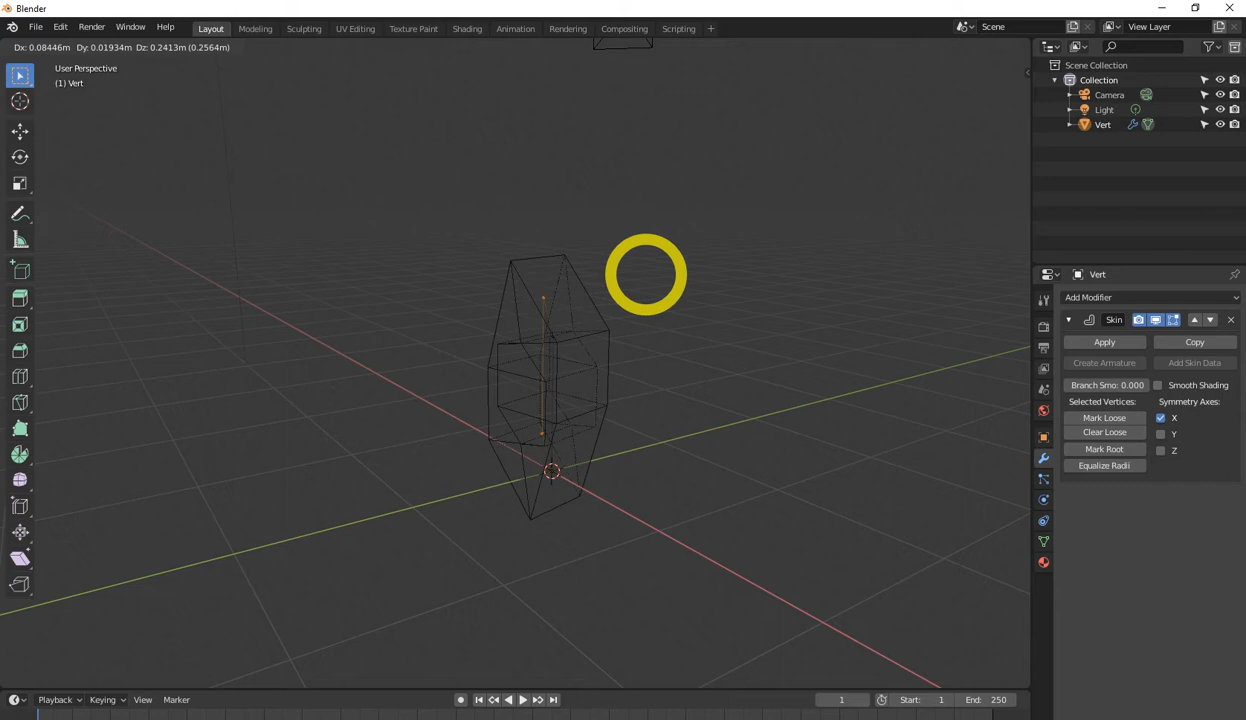 Blender
File Edit Render Window Help
Layout Modeling Sculpting UV Editing Texture Paint Shading Animation Rendering Compositing Scripting +
Scene
View Layer
Dx: 0.08446m Dy: 0.01934m Dz: 0.2413m (0.2564m)
User Perspective
(1) Vert
Scene Collection
Collection
Camera
Light
Vert
Vert
Add Modifier
Skin
Apply Copy
Create Armature Add Skin Data
Branch Smo: 0.000 Smooth Shading
Selected Vertices: Symmetry Axes:
Mark Loose X
Clear Loose Y
Mark Root Z
Equalize Radii
Playback Keying View Marker
1 Start: 1 End: 250